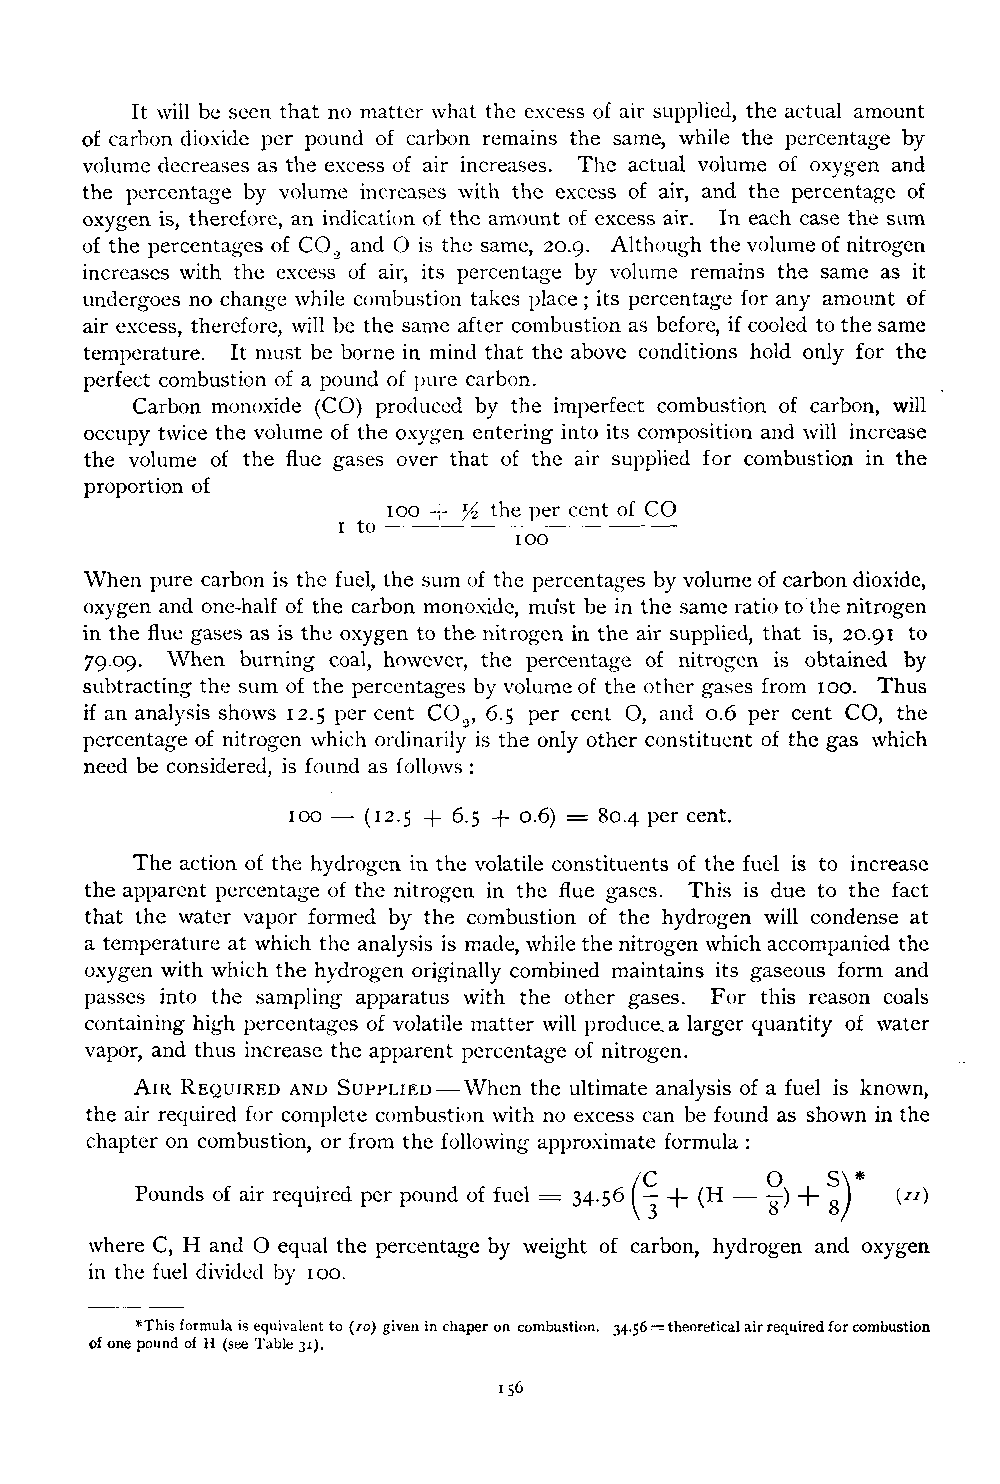 It will be seen that no matter what the excess of air supplied, the actual amount
of carbon dioxide per pound of carbon remains the same, while the percentage by
volume decreases as the excess of air increases. The actual volume of oxygen and
the percentage by volume increases with the excess of air, and the percentage of
oxygen is, therefore, an indication of the amount of excess air. In each case the sum
of the percentages of CO₂ and O is the same, 20.9. Although the volume of nitrogen
increases with the excess of air, its percentage by volume remains the same as it
undergoes no change while combustion takes place; its percentage for any amount of
air excess, therefore, will be the same after combustion as before, if cooled to the same
temperature. It must be borne in mind that the above conditions hold only for the
perfect combustion of a pound of pure carbon.
Carbon monoxide (CO) produced by the imperfect combustion of carbon, will
occupy twice the volume of the oxygen entering into its composition and will increase
the volume of the flue gases over that of the air supplied for combustion in the
proportion of
100 + ½ the per cent of CO
1 to
100
When pure carbon is the fuel, the sum of the percentages by volume of carbon dioxide,
oxygen and one-half of the carbon monoxide, must be in the same ratio to the nitrogen
in the flue gases as is the oxygen to the nitrogen in the air supplied, that is, 20.91 to
79.09. When burning coal, however, the percentage of nitrogen is obtained by
subtracting the sum of the percentages by volume of the other gases from 100. Thus
if an analysis shows 12.5 per cent CO₂, 6.5 per cent O, and 0.6 per cent CO, the
percentage of nitrogen which ordinarily is the only other constituent of the gas which
need be considered, is found as follows:
100 — (12.5 + 6.5 + 0.6) = 80.4 per cent.
The action of the hydrogen in the volatile constituents of the fuel is to increase
the apparent percentage of the nitrogen in the flue gases. This is due to the fact
that the water vapor formed by the combustion of the hydrogen will condense at
a temperature at which the analysis is made, while the nitrogen which accompanied the
oxygen with which the hydrogen originally combined maintains its gaseous form and
passes into the sampling apparatus with the other gases. For this reason coals
containing high percentages of volatile matter will produce a larger quantity of water
vapor, and thus increase the apparent percentage of nitrogen.
AIR REQUIRED AND SUPPLIED—When the ultimate analysis of a fuel is known,
the air required for complete combustion with no excess can be found as shown in the
chapter on combustion, or from the following approximate formula:
Pounds of air required per pound of fuel = 34.56 (C/3 + (H — O/8) + S/8)* (11)
where C, H and O equal the percentage by weight of carbon, hydrogen and oxygen
in the fuel divided by 100.
*This formula is equivalent to (10) given in chaper on combustion. 34.56 = theoretical air required for combustion
of one pound of H (see Table 31).
156